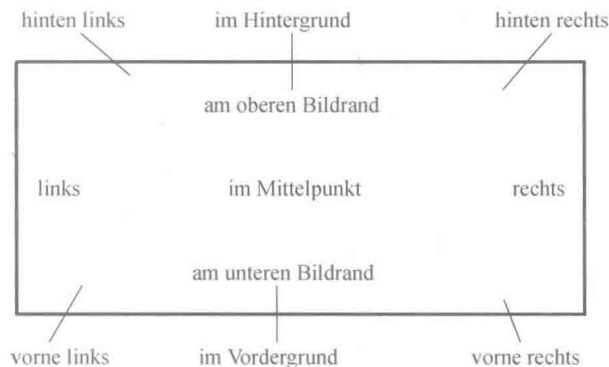 hinten links im Hintergrund hinten rechts
am oberen Bildrand
links im Mittelpunkt rechts
am unteren Bildrand
vorne links im Vordergrund vorne rechts